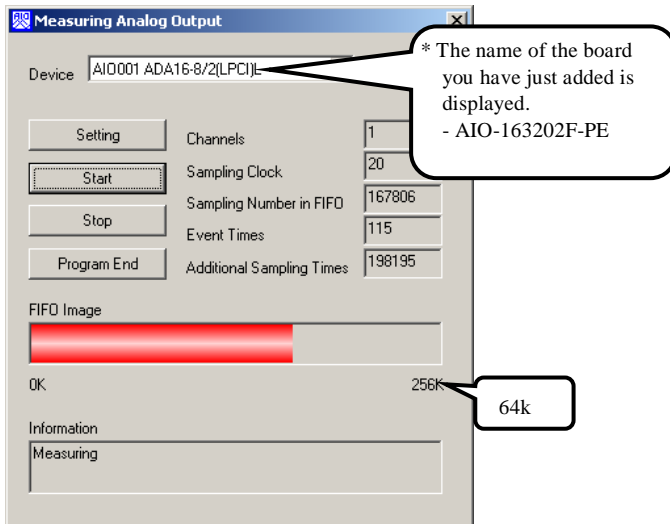 Measuring Analog Output
Device AIO001 ADA16-8/2(LPCI)L
* The name of the board
you have just added is
displayed.
- AIO-163202F-PE
Setting
Start
Stop
Program End
Channels 1
Sampling Clock 20
Sampling Number in FIFO 167806
Event Times 115
Additional Sampling Times 198195
FIFO Image
0K 256K
64k
Information
Measuring